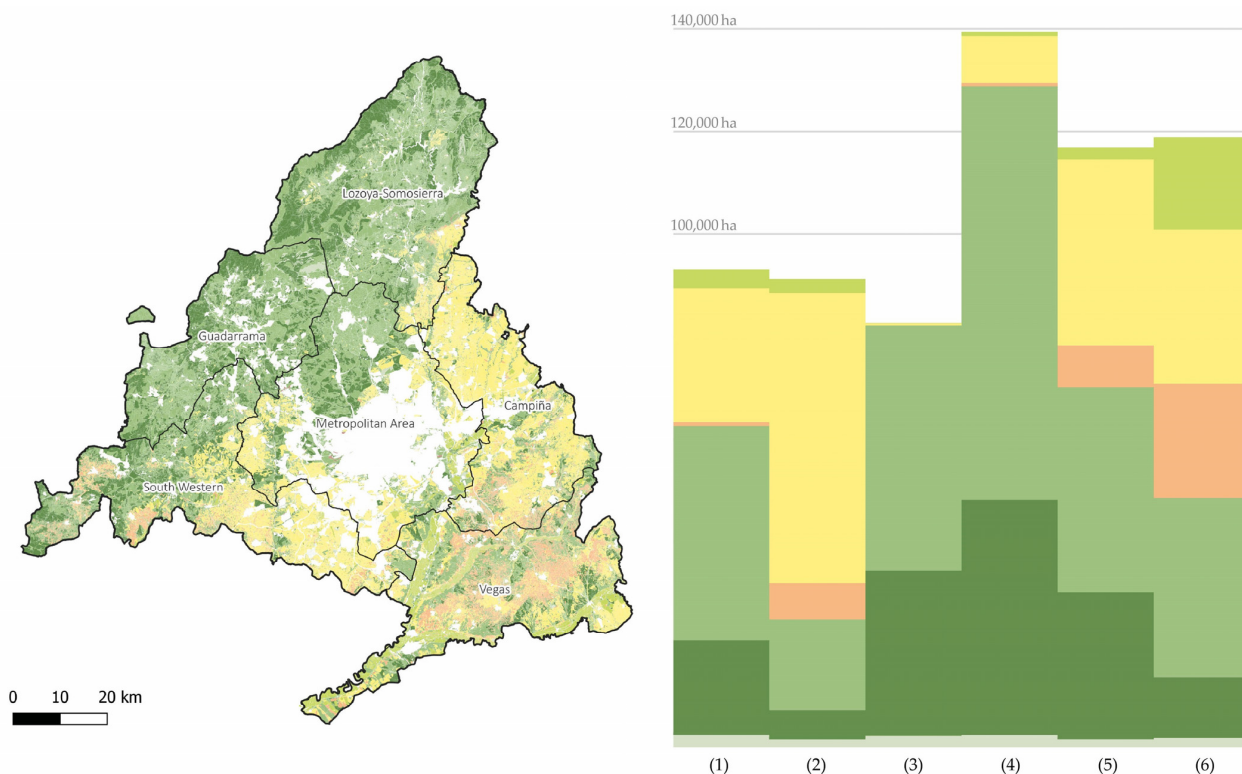 Lozoya-Somosierra
Guadarrama
Metropolitan Area
Campiña
South Western
Vegas
0 10 20 km
140,000 ha
120,000 ha
100,000 ha
(1) (2) (3) (4) (5) (6)